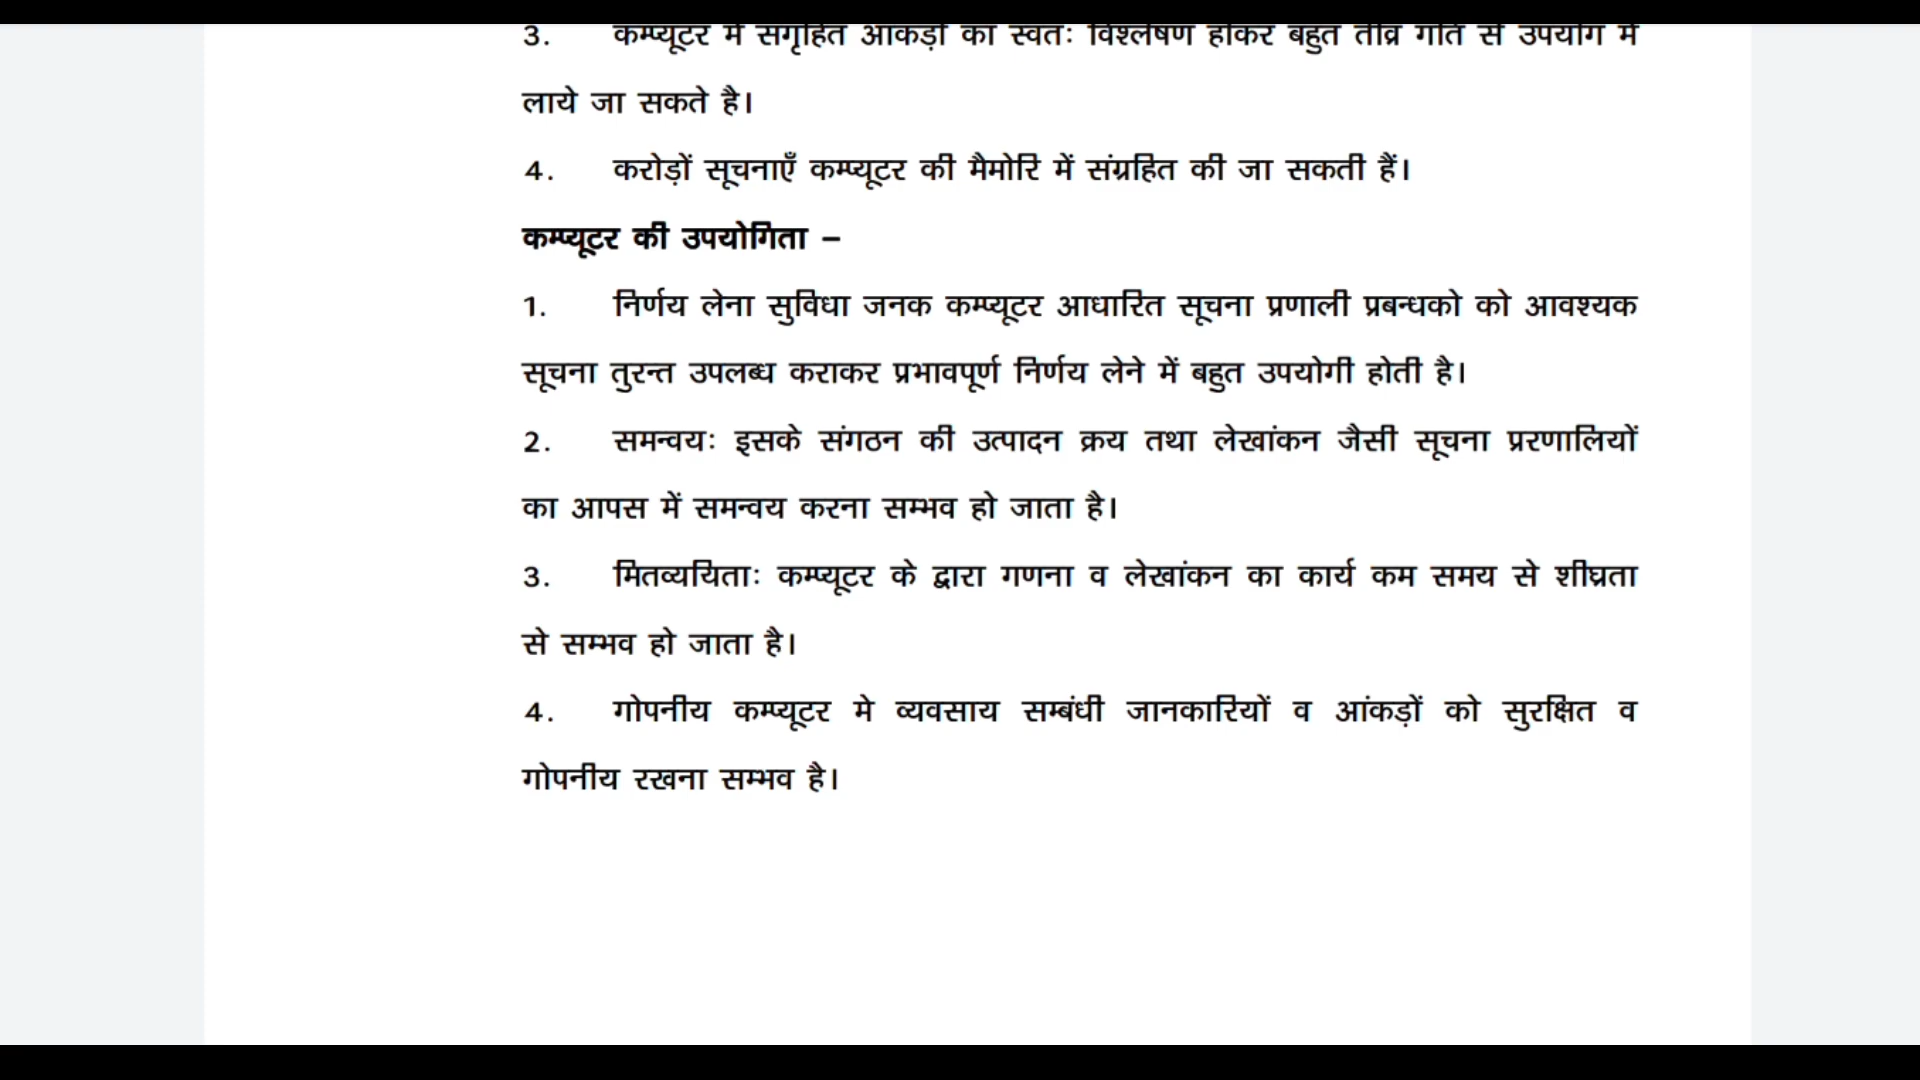 3. कम्प्यूटर में संगृहित आंकड़ों का स्वतः विश्लेषण होकर बहुत तीव्र गति से उपयोग में
लाये जा सकते है।
4. करोड़ों सूचनाएँ कम्प्यूटर की मैमोरि में संग्रहित की जा सकती हैं।
कम्प्यूटर की उपयोगिता –
1. निर्णय लेना सुविधा जनक कम्प्यूटर आधारित सूचना प्रणाली प्रबन्धको को आवश्यक
सूचना तुरन्त उपलब्ध कराकर प्रभावपूर्ण निर्णय लेने में बहुत उपयोगी होती है।
2. समन्वयः इसके संगठन की उत्पादन क्रय तथा लेखांकन जैसी सूचना प्ररणालियों
का आपस में समन्वय करना सम्भव हो जाता है।
3. मितव्ययिताः कम्प्यूटर के द्वारा गणना व लेखांकन का कार्य कम समय से शीघ्रता
से सम्भव हो जाता है।
4. गोपनीय कम्प्यूटर मे व्यवसाय सम्बंधी जानकारियों व आंकड़ों को सुरक्षित व
गोपनीय रखना सम्भव है।